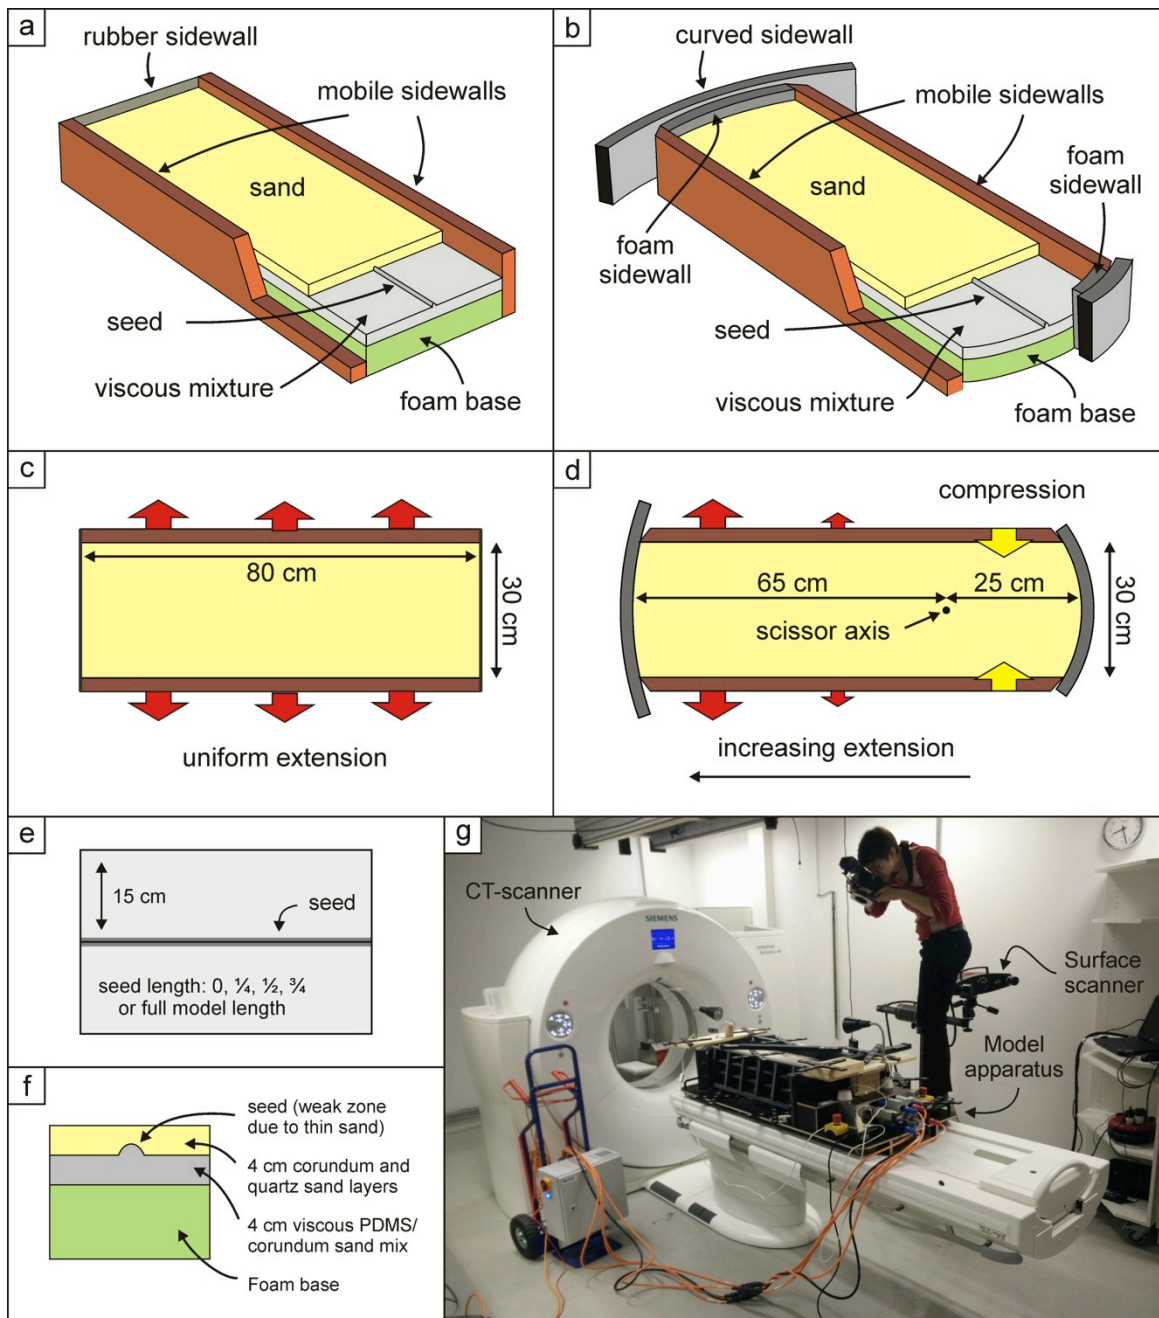 a
rubber sidewall
mobile sidewalls
sand
seed
viscous mixture
foam base
b
curved sidewall
mobile sidewalls
foam
sidewall
sand
foam
sidewall
seed
viscous mixture
foam base
c
80 cm
30 cm
uniform extension
d
compression
65 cm
25 cm
scissor axis
30 cm
increasing extension
e
15 cm
seed
seed length: 0, ¼, ½, ¾
or full model length
f
seed (weak zone
due to thin sand)
4 cm corundum and
quartz sand layers
4 cm viscous PDMS/
corundum sand mix
Foam base
g
CT-scanner
SIEMENS
Surface
scanner
Model
apparatus